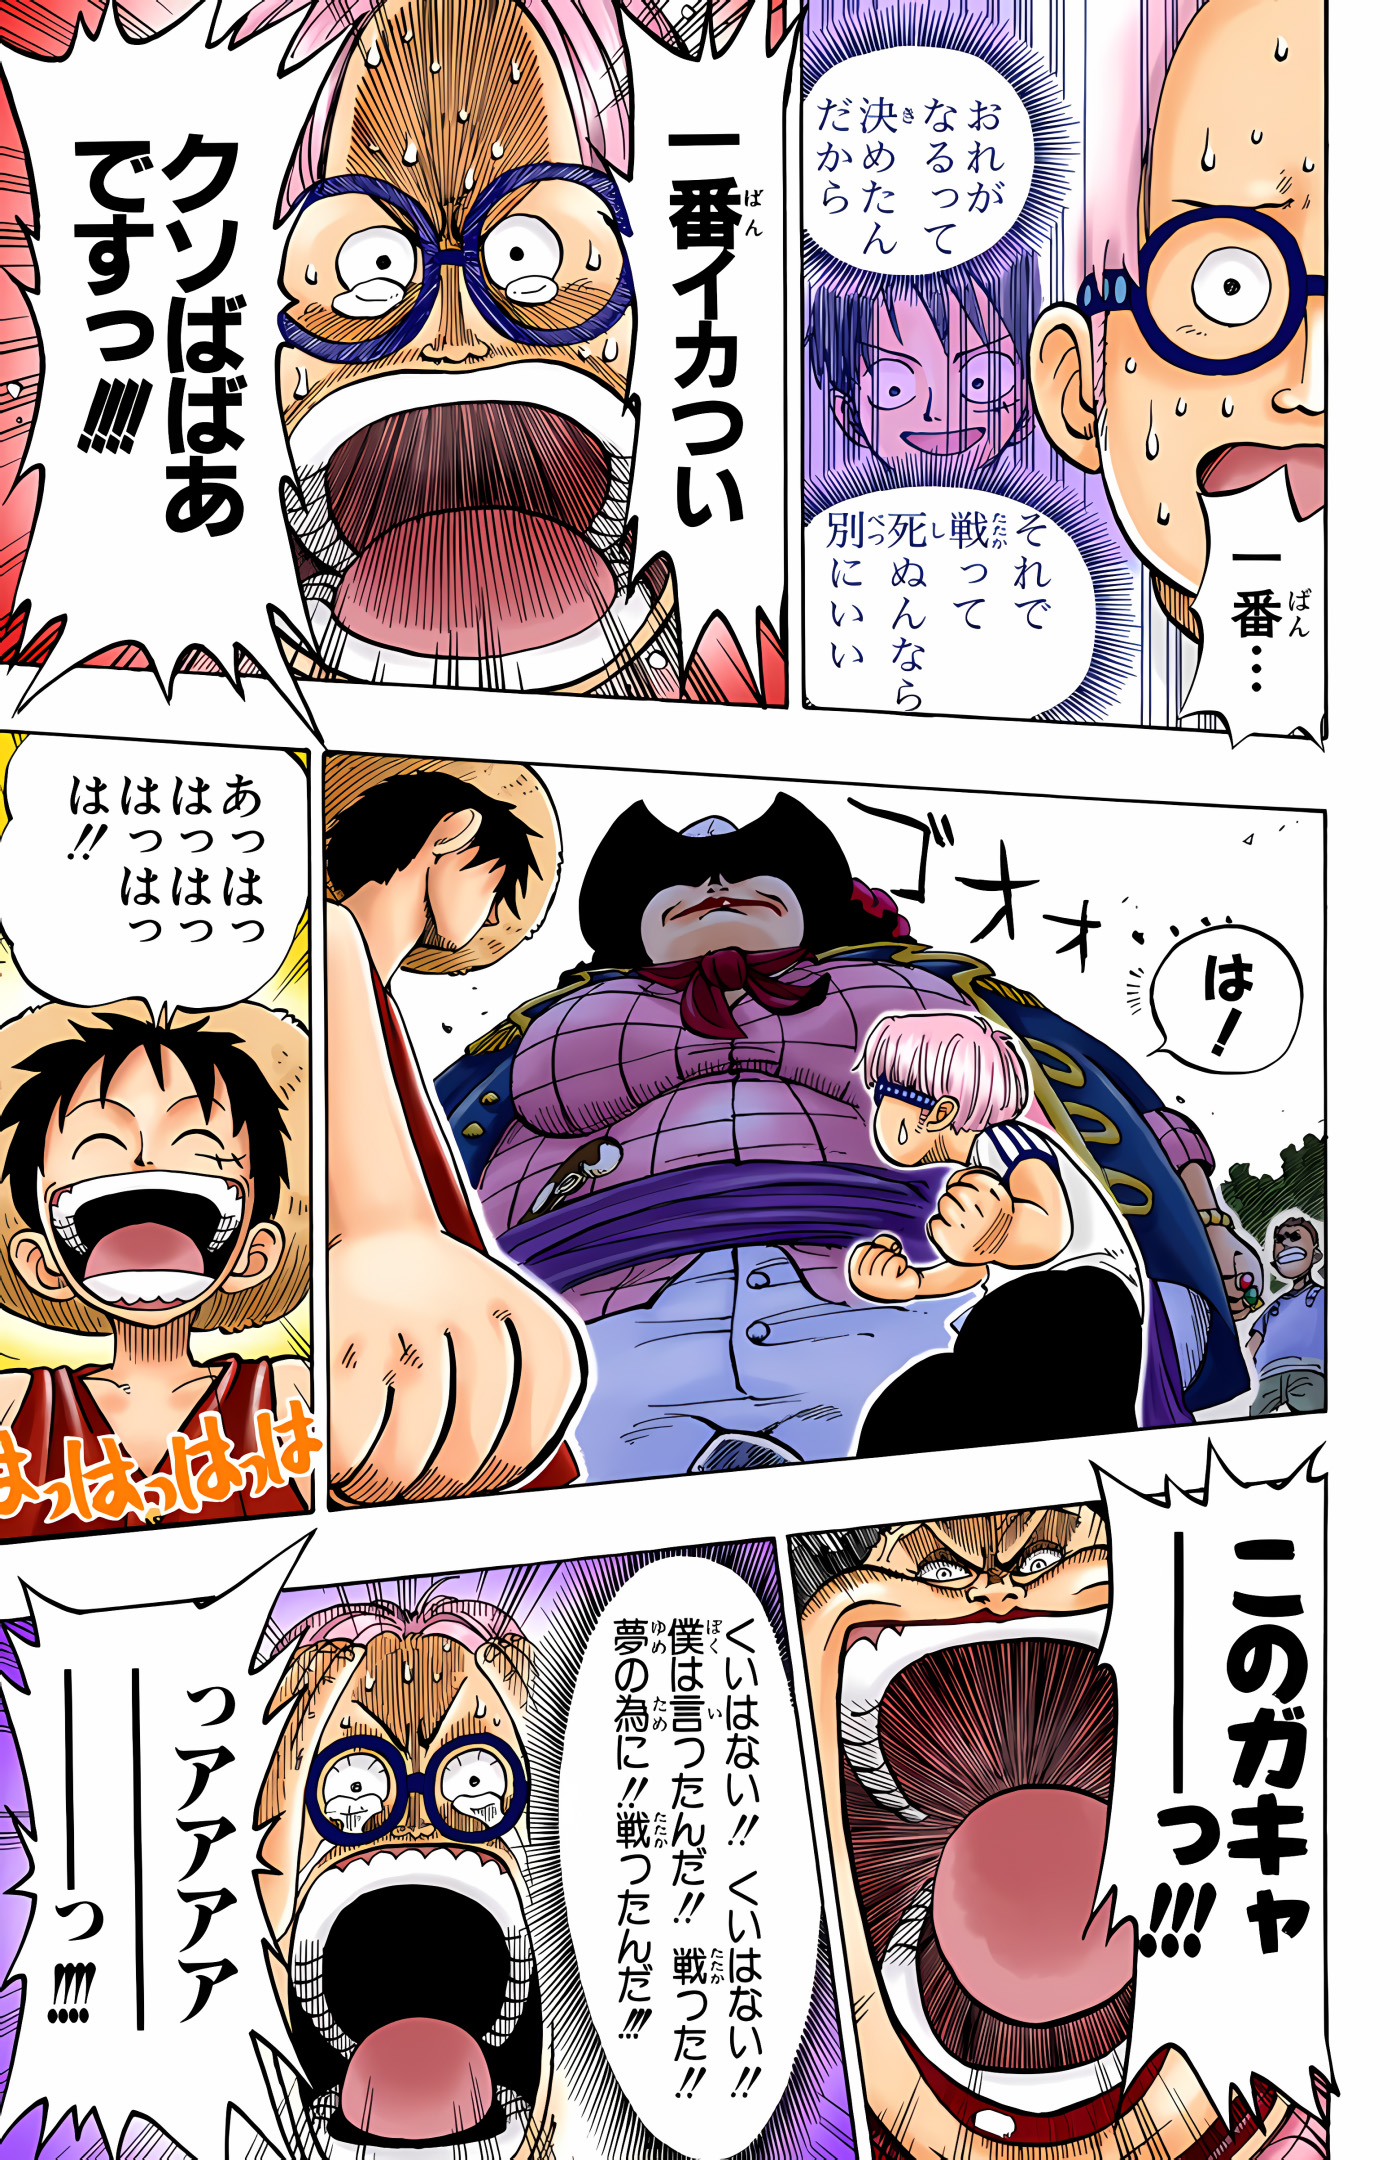 おれが
なるって
決めたん
だから
それで
戦って
死ぬんなら
別にいい
一番…
一番イカつい
クソばばあ
ですっ!!!!!
は!
ゴオオ…
あっはっ
はっはっ
はっはっ
は!!
はっはっはっは
このガキャ
――っ!!!
くいはない!!くいはない!!
僕は言ったんだ!!戦った!!
夢の為に!!戦ったんだ!!!
っアアアア
――
――っ!!!!